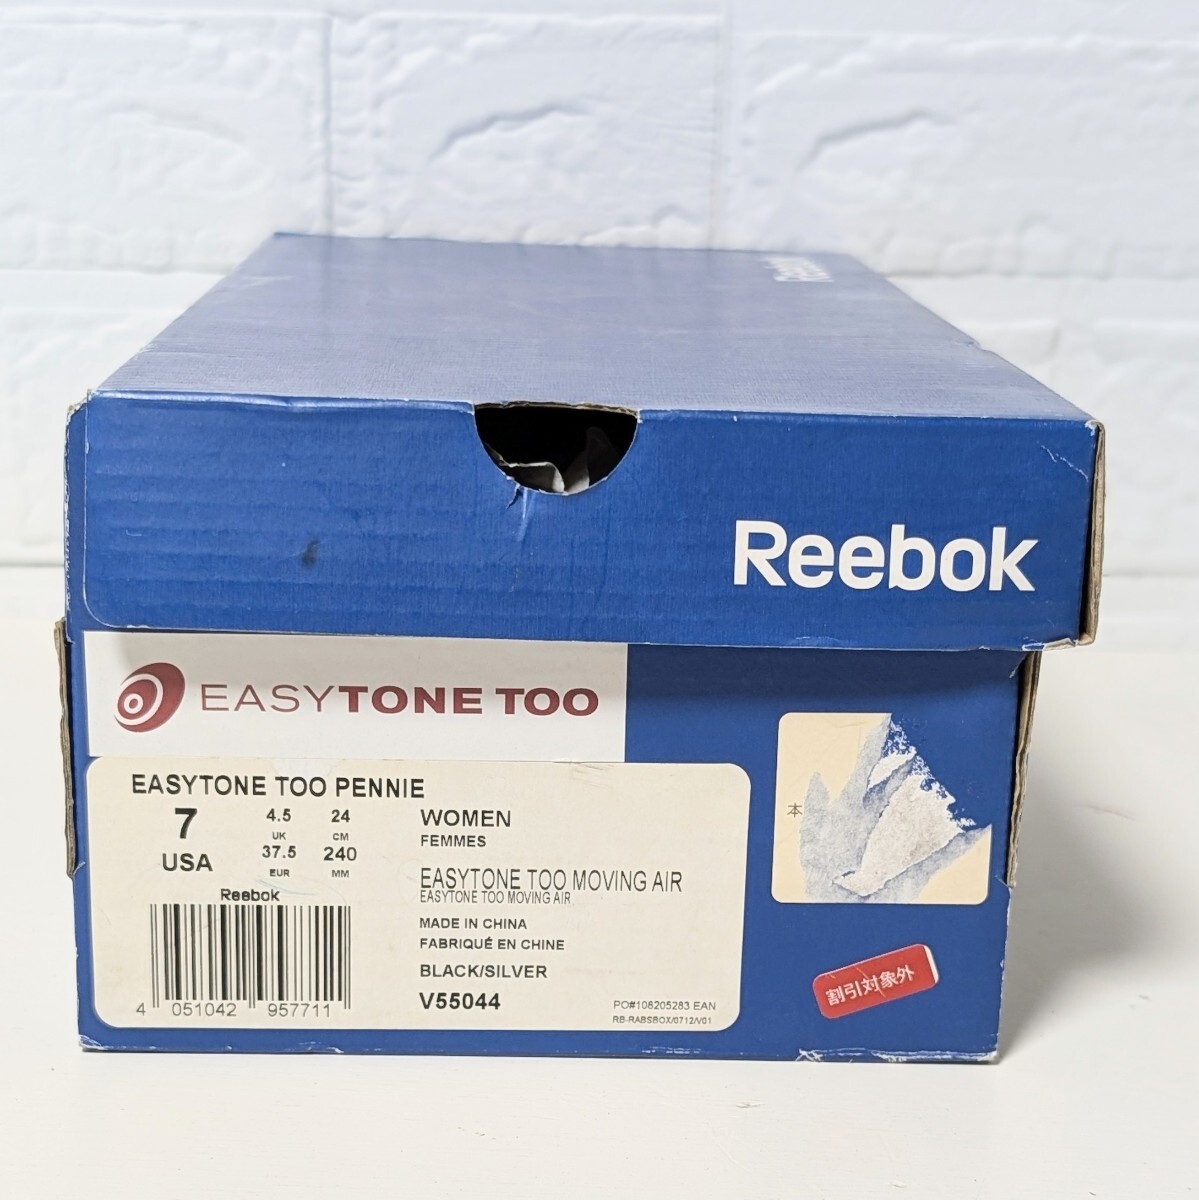 Reebok
Reebok
EASYTONE TOO
EASYTONE TOO PENNIE
7
USA
4.5
UK
37.5
EUR
24
CM
240
MM
WOMEN
FEMMES
EASYTONE TOO MOVING AIR
EASYTONE TOO MOVING AIR
MADE IN CHINA
FABRIQUÉ EN CHINE
BLACK/SILVER
V55044
Reebok
4 051042 957711
PO#108205283 EAN
RB-RABSBOX/0712/V01
本
割引対象外